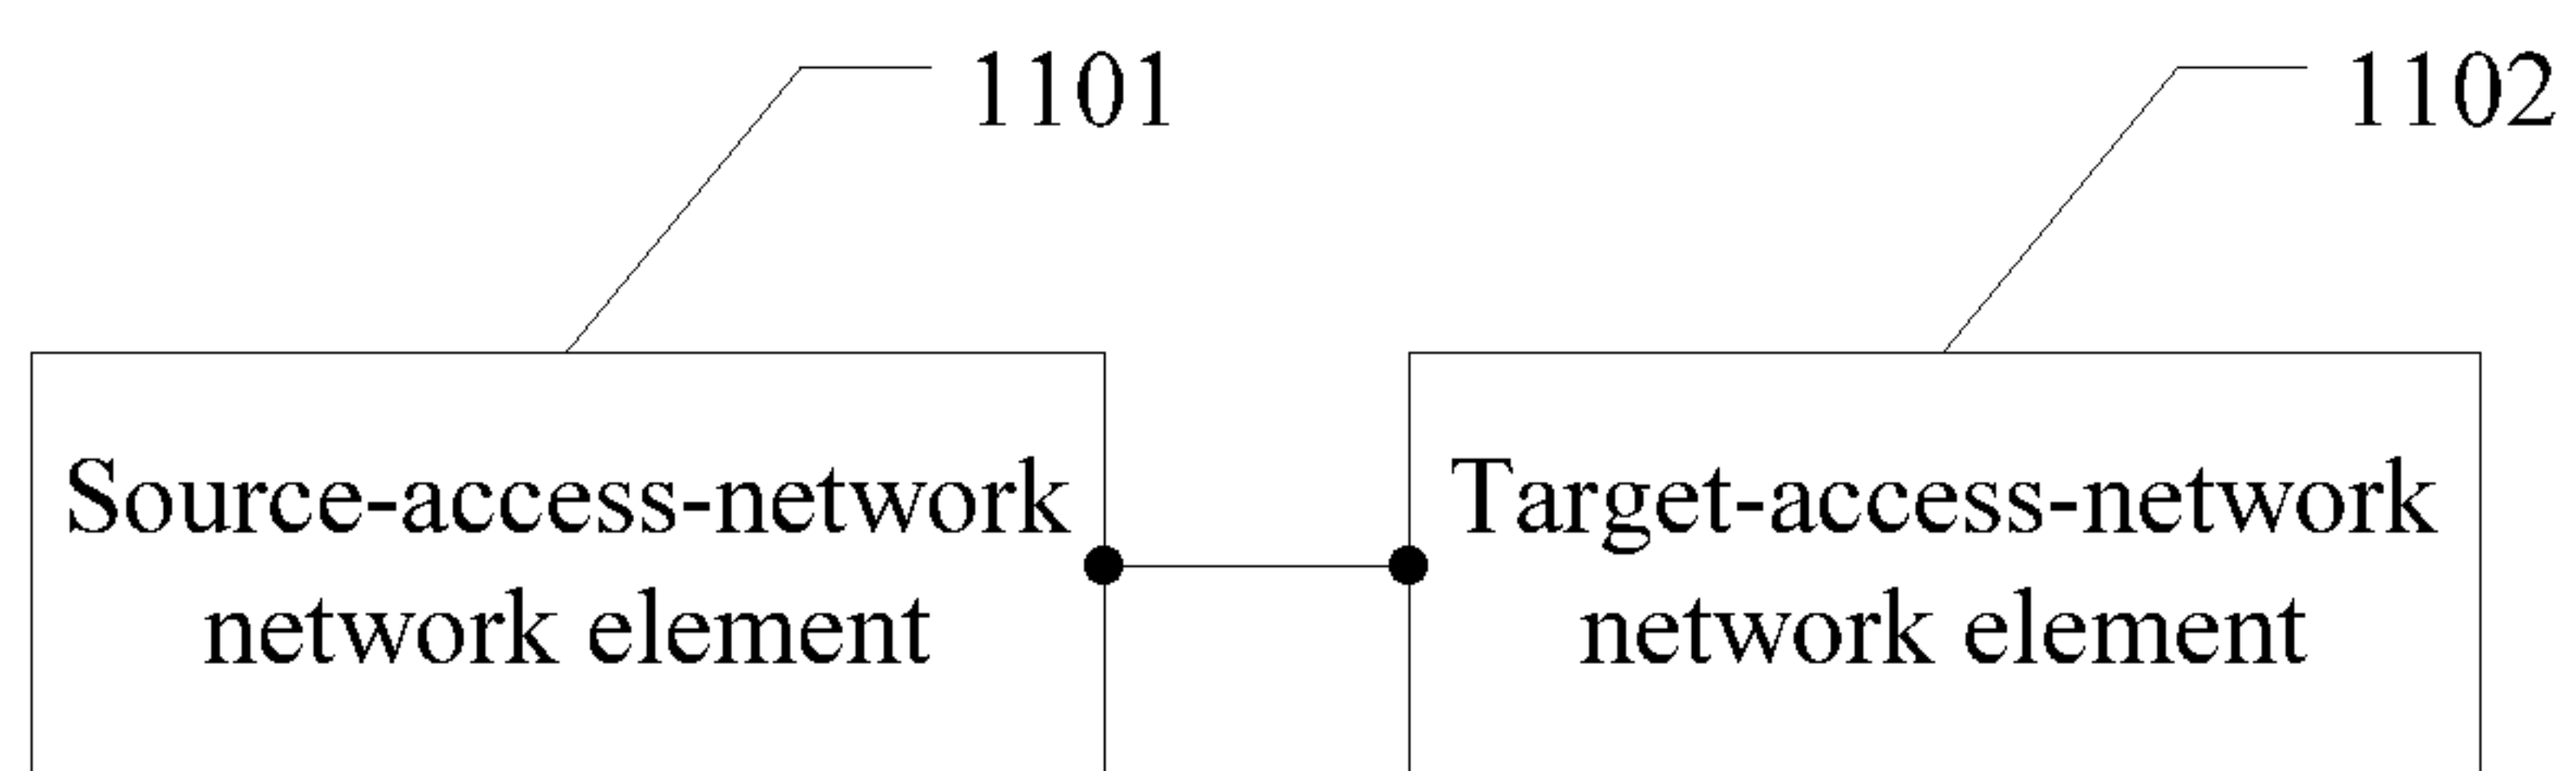 1101
1102
Source-access-network
network element
Target-access-network
network element